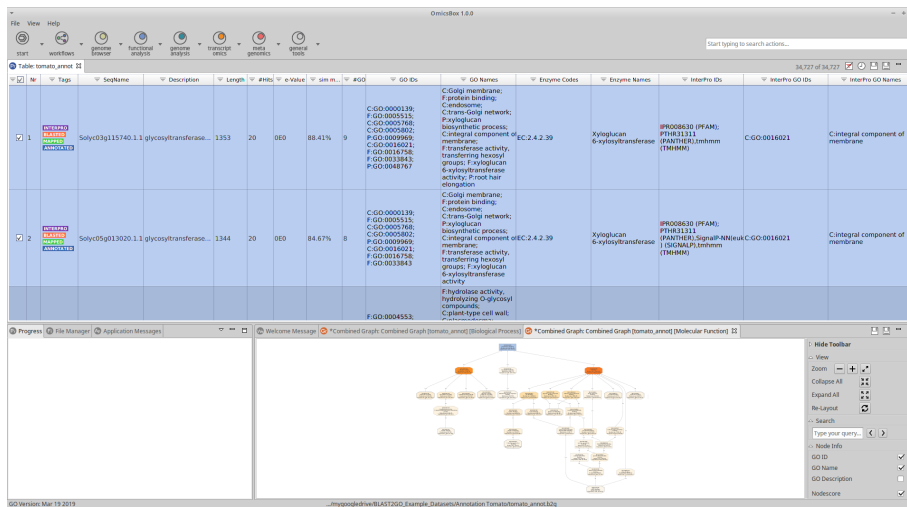 OmicsBox 1.0.0
File View Help
start workflows genome browser functional analysis genome analysis transcript omics meta genomics general tools
Start typing to search actions...
Table: tomato_annot
34,727 of 34,727
Nr Tags SeqName Description Length #Hits e-Value sim m... #GO GO IDs GO Names Enzyme Codes Enzyme Names InterPro IDs InterPro GO IDs InterPro GO Names
1
INTERPRO
BLASTED
MAPPED
ANNOTATED
Solyc03g115740.1.1 glycosyltransferase... 1353 20 0E0 88.41% 9
C:GO:0000139;
F:GO:0005515;
C:GO:0005768;
C:GO:0005802;
P:GO:0009969;
C:GO:0016021;
F:GO:0016758;
F:GO:0033843;
P:GO:0048767
C:Golgi membrane;
F:protein binding;
C:endosome;
C:trans-Golgi network;
P:xyloglucan
biosynthetic process;
C:integral component of
membrane;
F:transferase activity,
transferring hexosyl
groups; F:xyloglucan
6-xylosyltransferase
activity; P:root hair
elongation
EC:2.4.2.39
Xyloglucan
6-xylosyltransferase
IPR008630 (PFAM);
PTHR31311
(PANTHER),tmhmm
(TMHMM)
C:GO:0016021
C:integral component of
membrane
2
INTERPRO
BLASTED
MAPPED
ANNOTATED
Solyc05g013020.1.1 glycosyltransferase... 1344 20 0E0 84.67% 8
C:GO:0000139;
F:GO:0005515;
C:GO:0005768;
C:GO:0005802;
P:GO:0009969;
C:GO:0016021;
F:GO:0016758;
F:GO:0033843
C:Golgi membrane;
F:protein binding;
C:endosome;
C:trans-Golgi network;
P:xyloglucan
biosynthetic process;
C:integral component of
membrane;
F:transferase activity,
transferring hexosyl
groups; F:xyloglucan
6-xylosyltransferase
activity
EC:2.4.2.39
Xyloglucan
6-xylosyltransferase
IPR008630 (PFAM);
PTHR31311
(PANTHER),SignalP-NN(euk
) (SIGNALP),tmhmm
(TMHMM)
C:GO:0016021
C:integral component of
membrane
F:GO:0004553;
F:hydrolase activity,
hydrolyzing O-glycosyl
compounds;
C:plant-type cell wall;
Progress File Manager Application Messages
Welcome Message *Combined Graph: Combined Graph [tomato_annot] [Biological Process] *Combined Graph: Combined Graph [tomato_annot] [Molecular Function]
Hide Toolbar
View
Zoom
Collapse All
Expand All
Re-Layout
Search
Type your query...
Node Info
GO ID
GO Name
GO Description
Nodescore
GO Version: Mar 19 2019
.../mygoogledrive/BLAST2GO_Example_Datasets/Annotation Tomato/tomato_annot.b2g